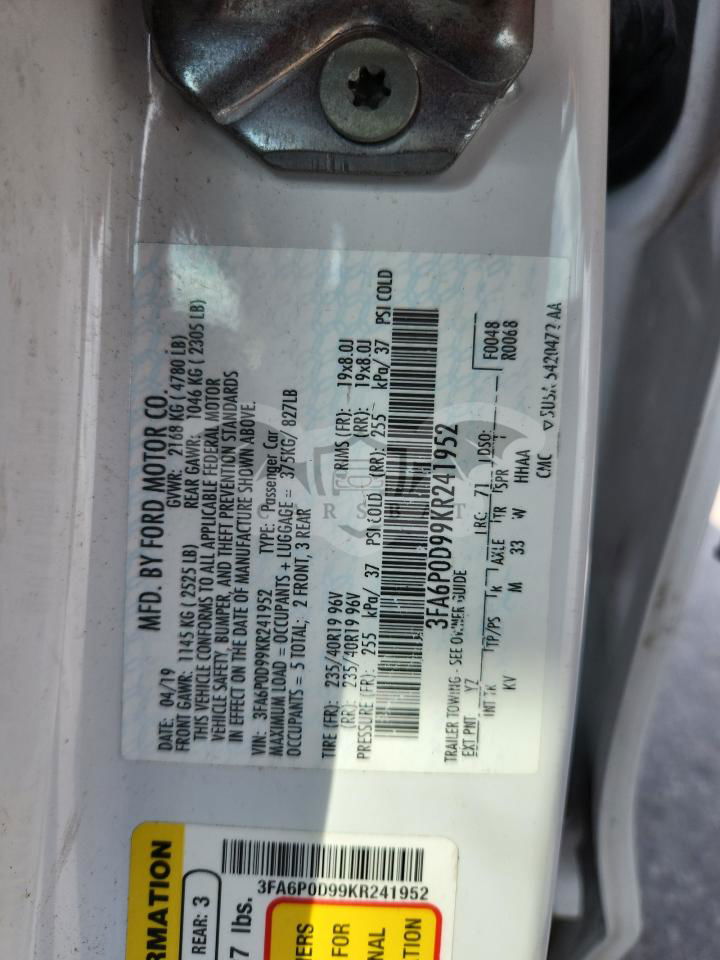 MFD. BY FORD MOTOR CO.
DATE: 04/19 GVWR: 2168 KG ( 4780 LB)
FRONT GAWR: 1145 KG ( 2525 LB) REAR GAWR: 1046 KG ( 2305 LB)
THIS VEHICLE CONFORMS TO ALL APPLICABLE FEDERAL MOTOR
VEHICLE SAFETY, BUMPER, AND THEFT PREVENTION STANDARDS
IN EFFECT ON THE DATE OF MANUFACTURE SHOWN ABOVE.
VIN: 3FA6P0D99KR241952 TYPE: Passenger Car
MAXIMUM LOAD = OCCUPANTS + LUGGAGE = 375KG/ 827LB
OCCUPANTS = 5 TOTAL; 2 FRONT, 3 REAR
TIRE (FR): 235/40R19 96V RIMS (FR): 19x8.0J
(RR): 235/40R19 96V (RR): 19x8.0J
PRESSURE (FR): 255 kPa/ 37 PSI COLD (RR): 255 kPa/ 37 PSI COLD
3FA6P0D99KR241952
TRAILER TOWING - SEE OWNER GUIDE
EXT PNT: YZ RC: 71 DSO: F0048
INT TR TP/PS R AXLE TR SPR R0068
KV M 33 W HHAA
CMC
CARSBAT
RMATION
REAR: 3
7 lbs.
3FA6P0D99KR241952
FOR
TION